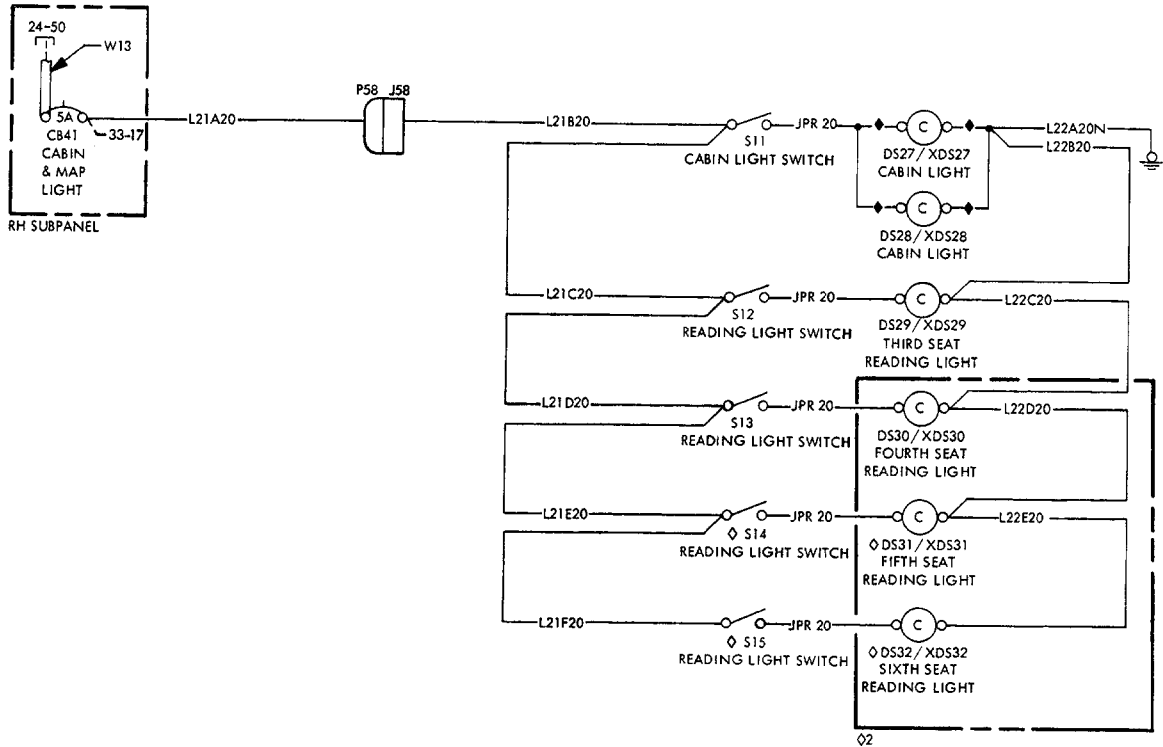 24-50
W13
5A
33-17
CB41
CABIN
& MAP
LIGHT
RH SUBPANEL
L21A20
P58 J58
L21B20
S11
CABIN LIGHT SWITCH
JPR 20
C
DS27/XDS27
CABIN LIGHT
L22A20N
L22B20
C
DS28/XDS28
CABIN LIGHT
L21C20
S12
READING LIGHT SWITCH
JPR 20
C
L22C20
DS29/XDS29
THIRD SEAT
READING LIGHT
L21D20
S13
READING LIGHT SWITCH
JPR 20
C
L22D20
DS30/XDS30
FOURTH SEAT
READING LIGHT
L21E20
◊ S14
READING LIGHT SWITCH
JPR 20
C
L22E20
◊ DS31/XDS31
FIFTH SEAT
READING LIGHT
L21F20
◊ S15
READING LIGHT SWITCH
JPR 20
C
◊ DS32/XDS32
SIXTH SEAT
READING LIGHT
◊2